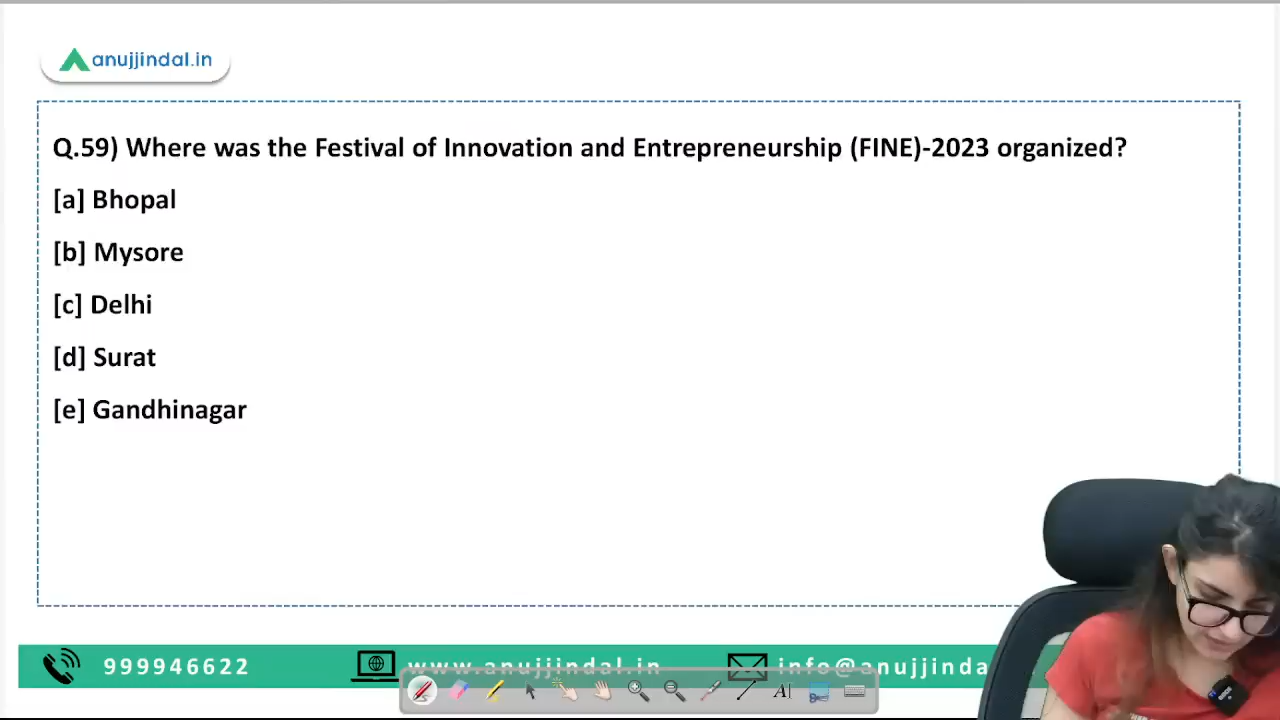 anujjindal.in
Q.59) Where was the Festival of Innovation and Entrepreneurship (FINE)-2023 organized?
[a] Bhopal
[b] Mysore
[c] Delhi
[d] Surat
[e] Gandhinagar
999946622 www.anujjindal.in info@anujjinda
AI